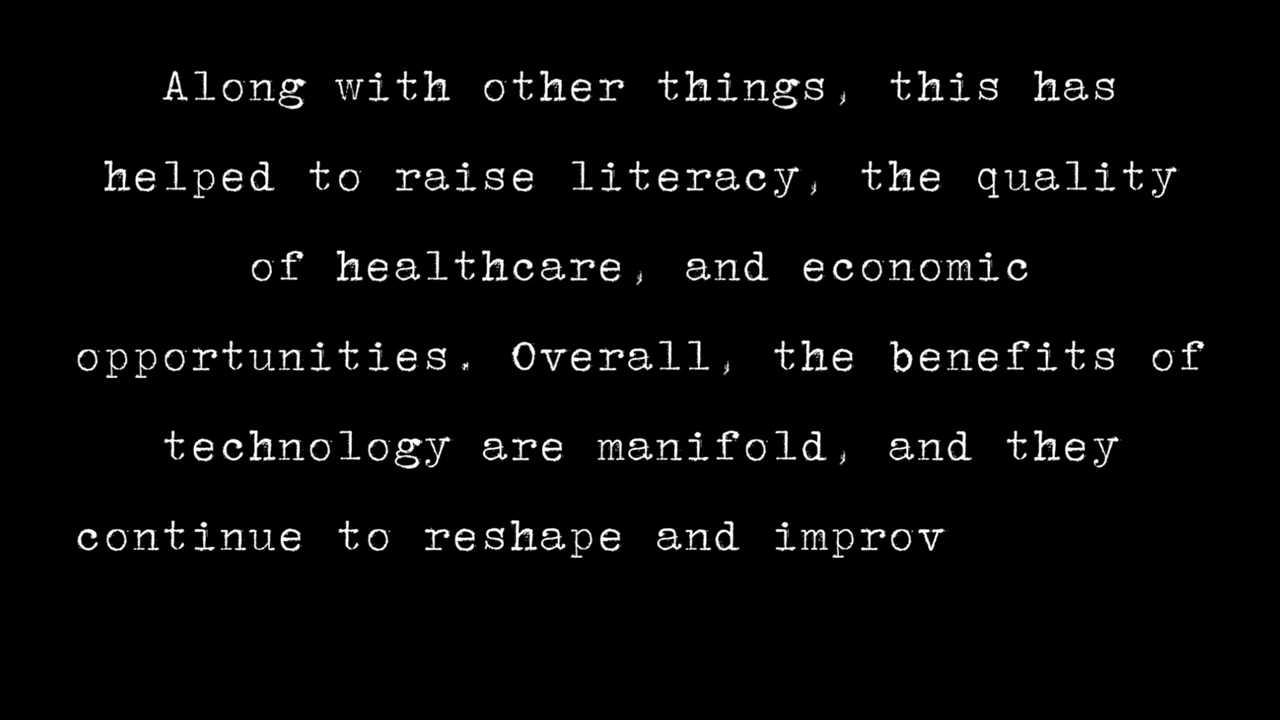 Along with other things, this has
helped to raise literacy, the quality
of healthcare, and economic
opportunities. Overall, the benefits of
technology are manifold, and they
continue to reshape and improv